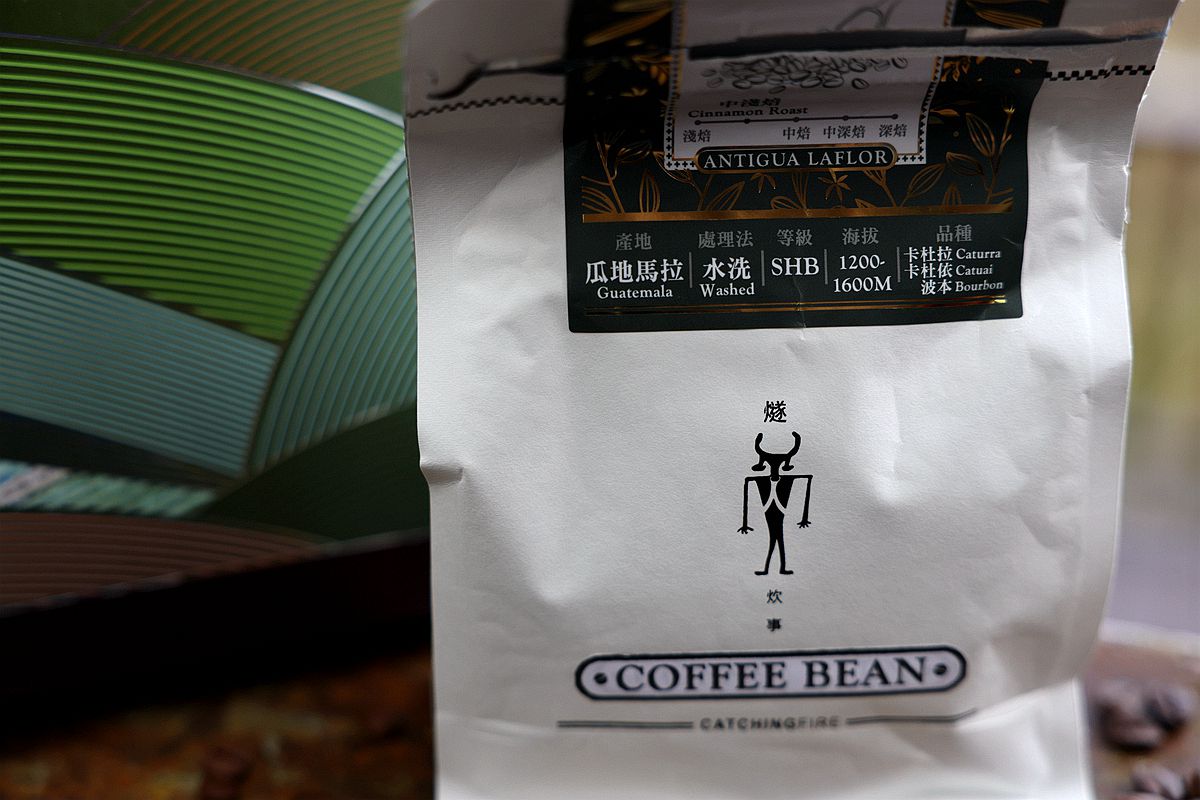 中淺焙
Cinnamon Roast
淺焙 中焙 中深焙 深焙
ANTIGUA LAFLOR
產地 處理法 等級 海拔 品種
瓜地馬拉 水洗 SHB 1200- 卡杜拉 Caturra
卡杜依 Catuai
Guatemala Washed 1600M 波本 Bourbon
燧
炊
事
COFFEE BEAN
CATCHINGFIRE